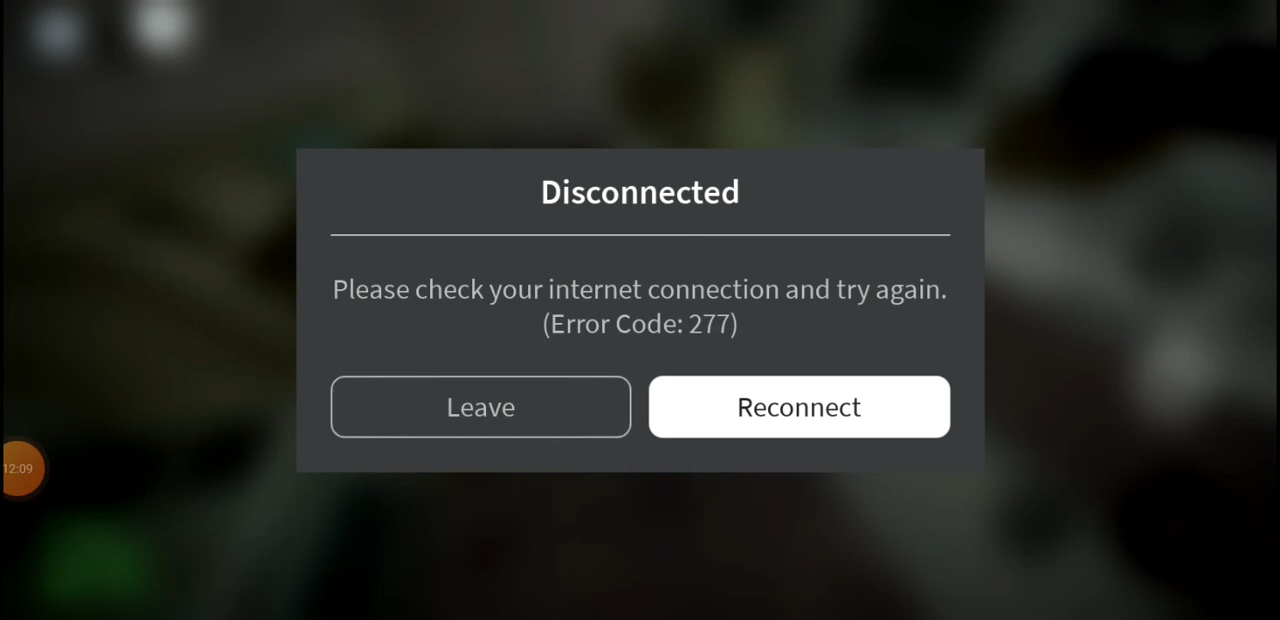 Disconnected
Please check your internet connection and try again.
(Error Code: 277)
Leave
Reconnect
12:09